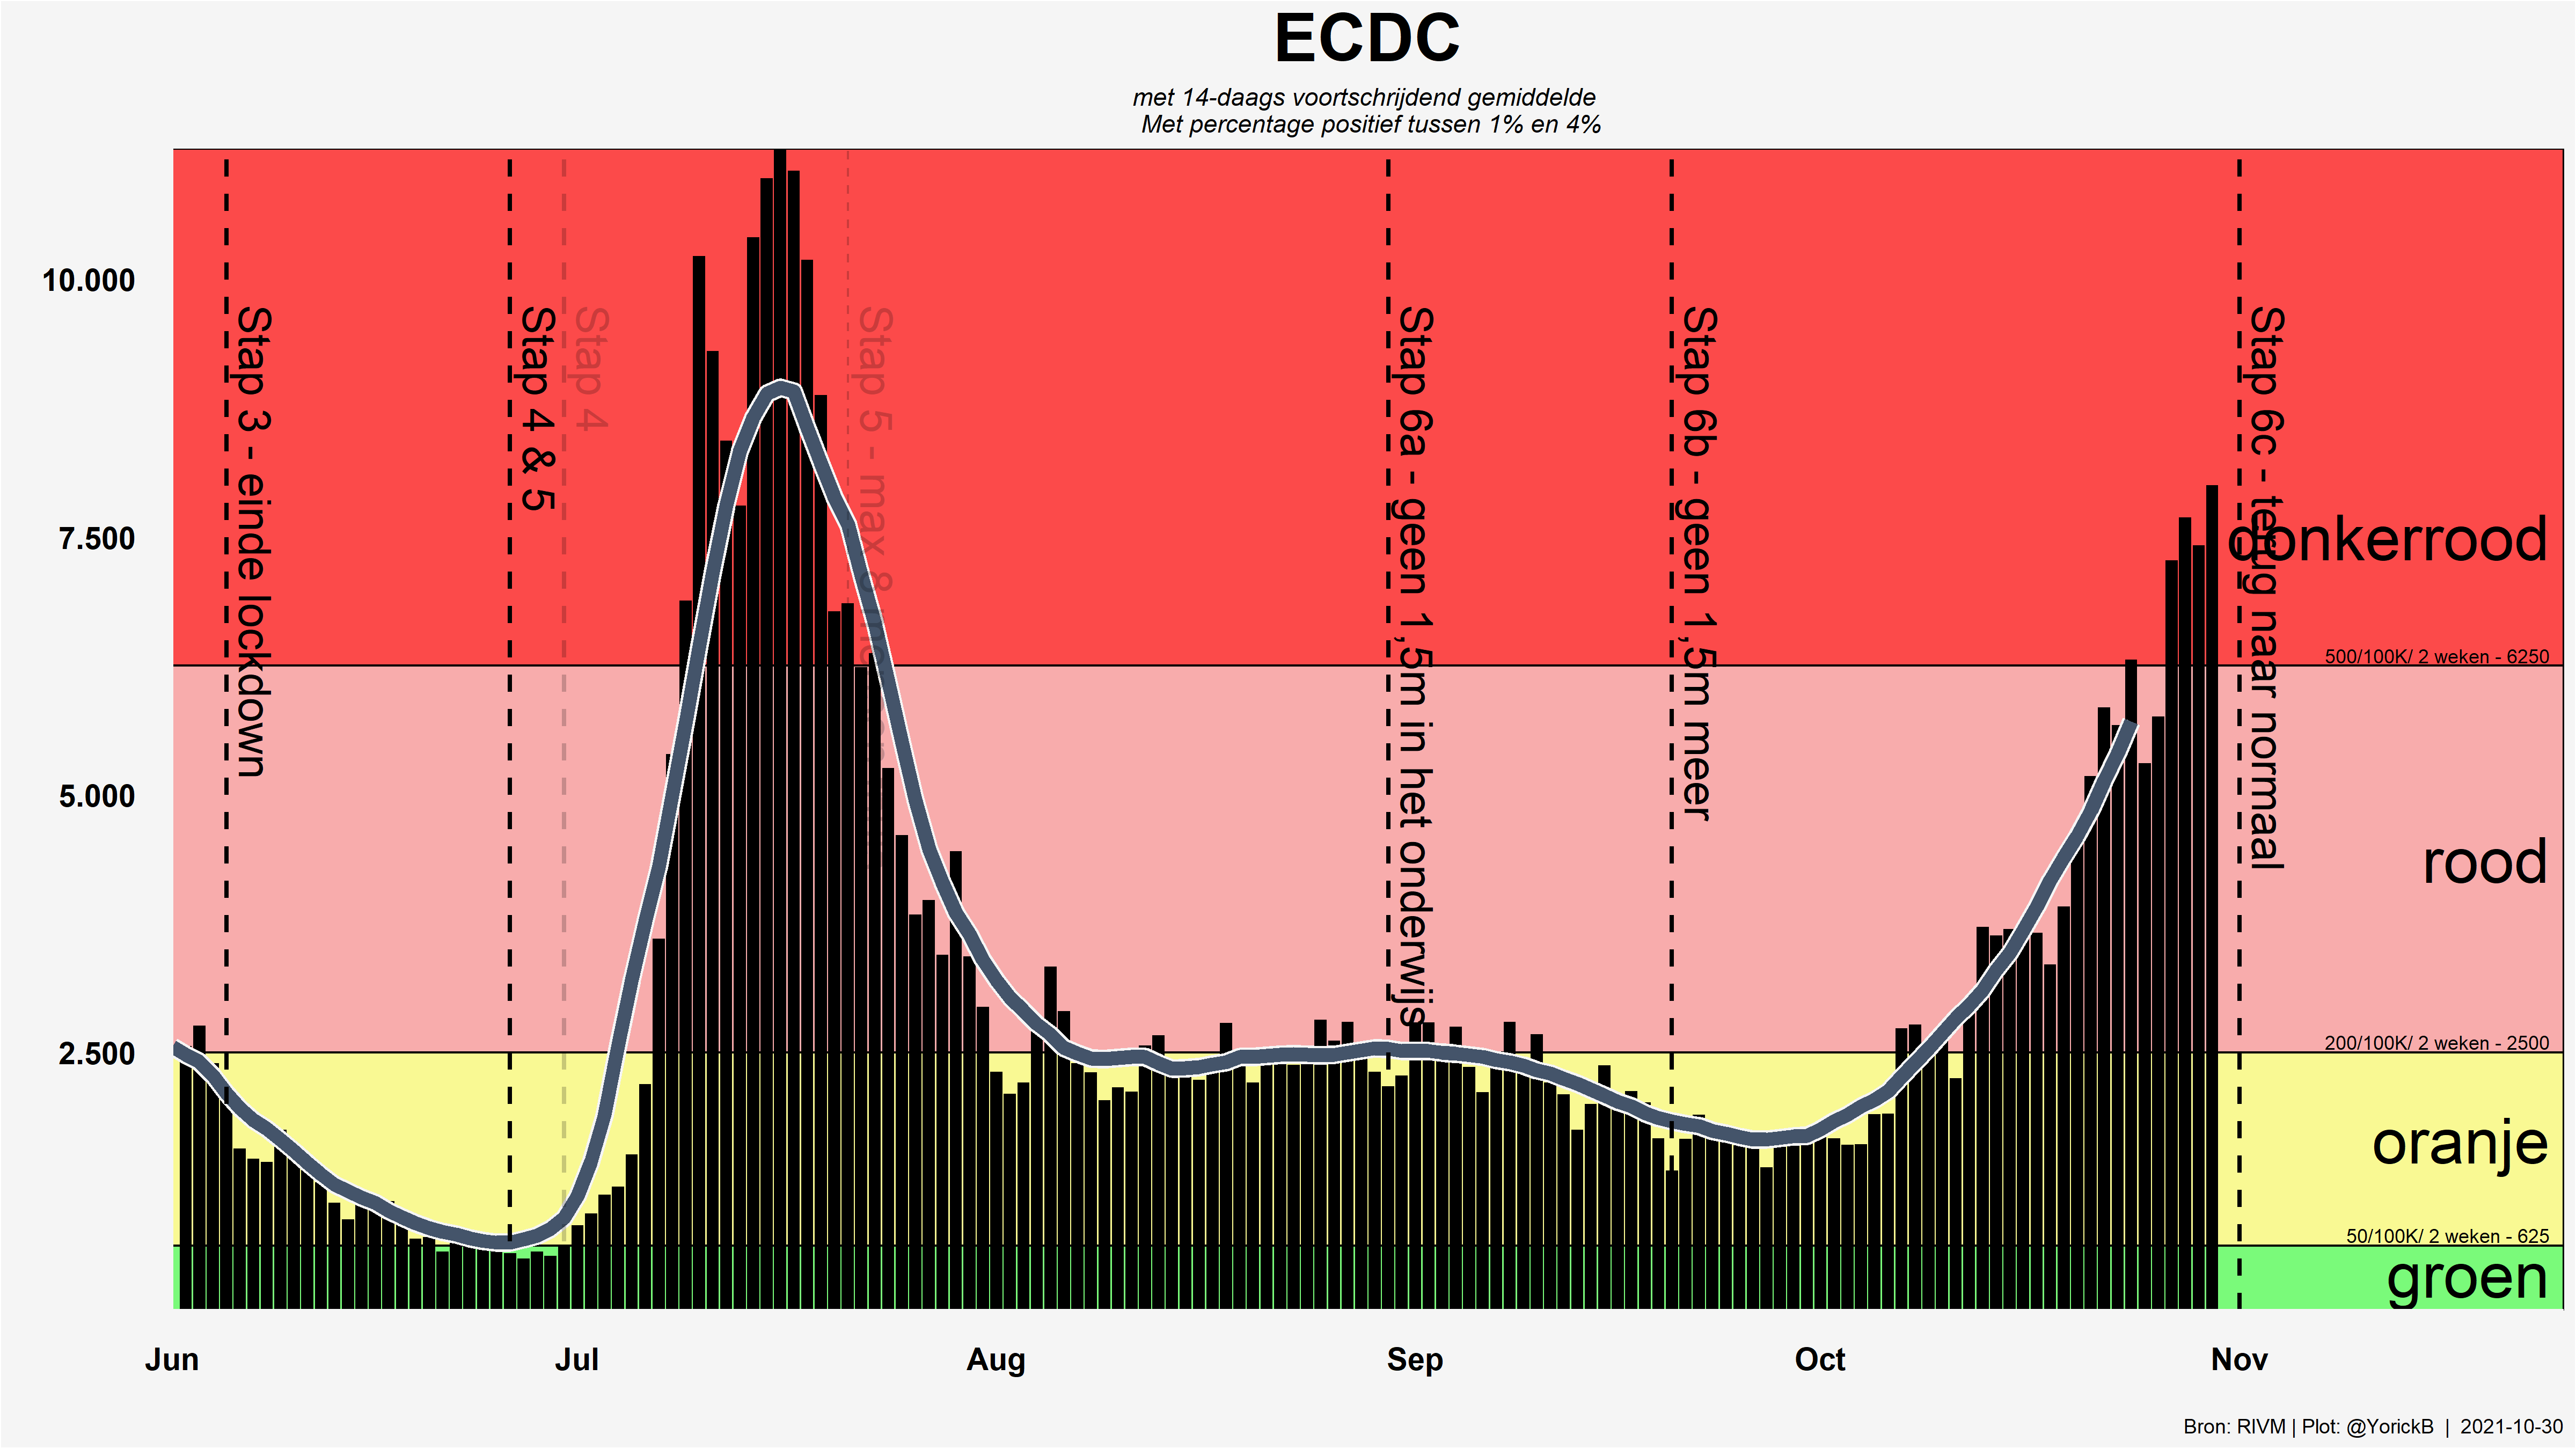 ECDC
met 14-daags voortschrijdend gemiddelde
Met percentage positief tussen 1% en 4%
10.000
7.500
5.000
2.500
Stap 3 - einde lockdown
Stap 4 & 5
Stap 4
Stap 5 - max 8
Stap 6a - geen 1,5m in het onderwijs
Stap 6b - geen 1,5m meer
Stap 6c - terug naar normaal
donkerrood
500/100K/ 2 weken - 6250
rood
200/100K/ 2 weken - 2500
oranje
50/100K/ 2 weken - 625
groen
Jun
Jul
Aug
Sep
Oct
Nov
Bron: RIVM | Plot: @YorickB | 2021-10-30